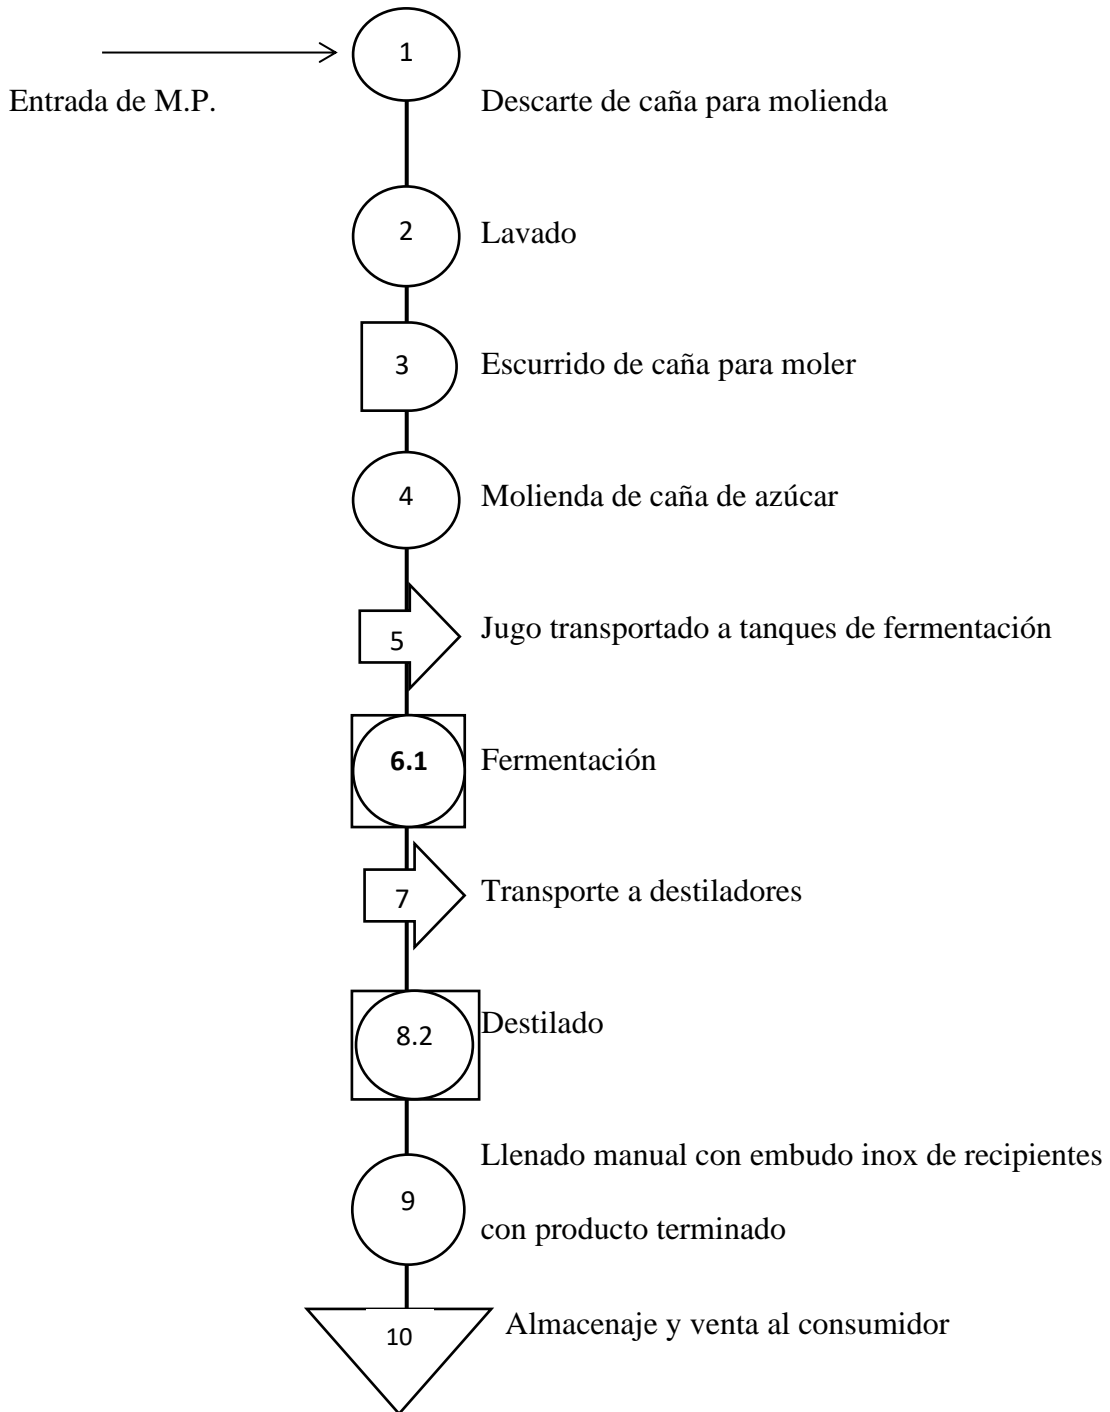 1
Entrada de M.P.
Descarte de caña para molienda
2
Lavado
3
Escurrido de caña para moler
4
Molienda de caña de azúcar
5
Jugo transportado a tanques de fermentación
6.1
Fermentación
7
Transporte a destiladores
8.2
Destilado
9
Llenado manual con embudo inox de recipientes
con producto terminado
10
Almacenaje y venta al consumidor